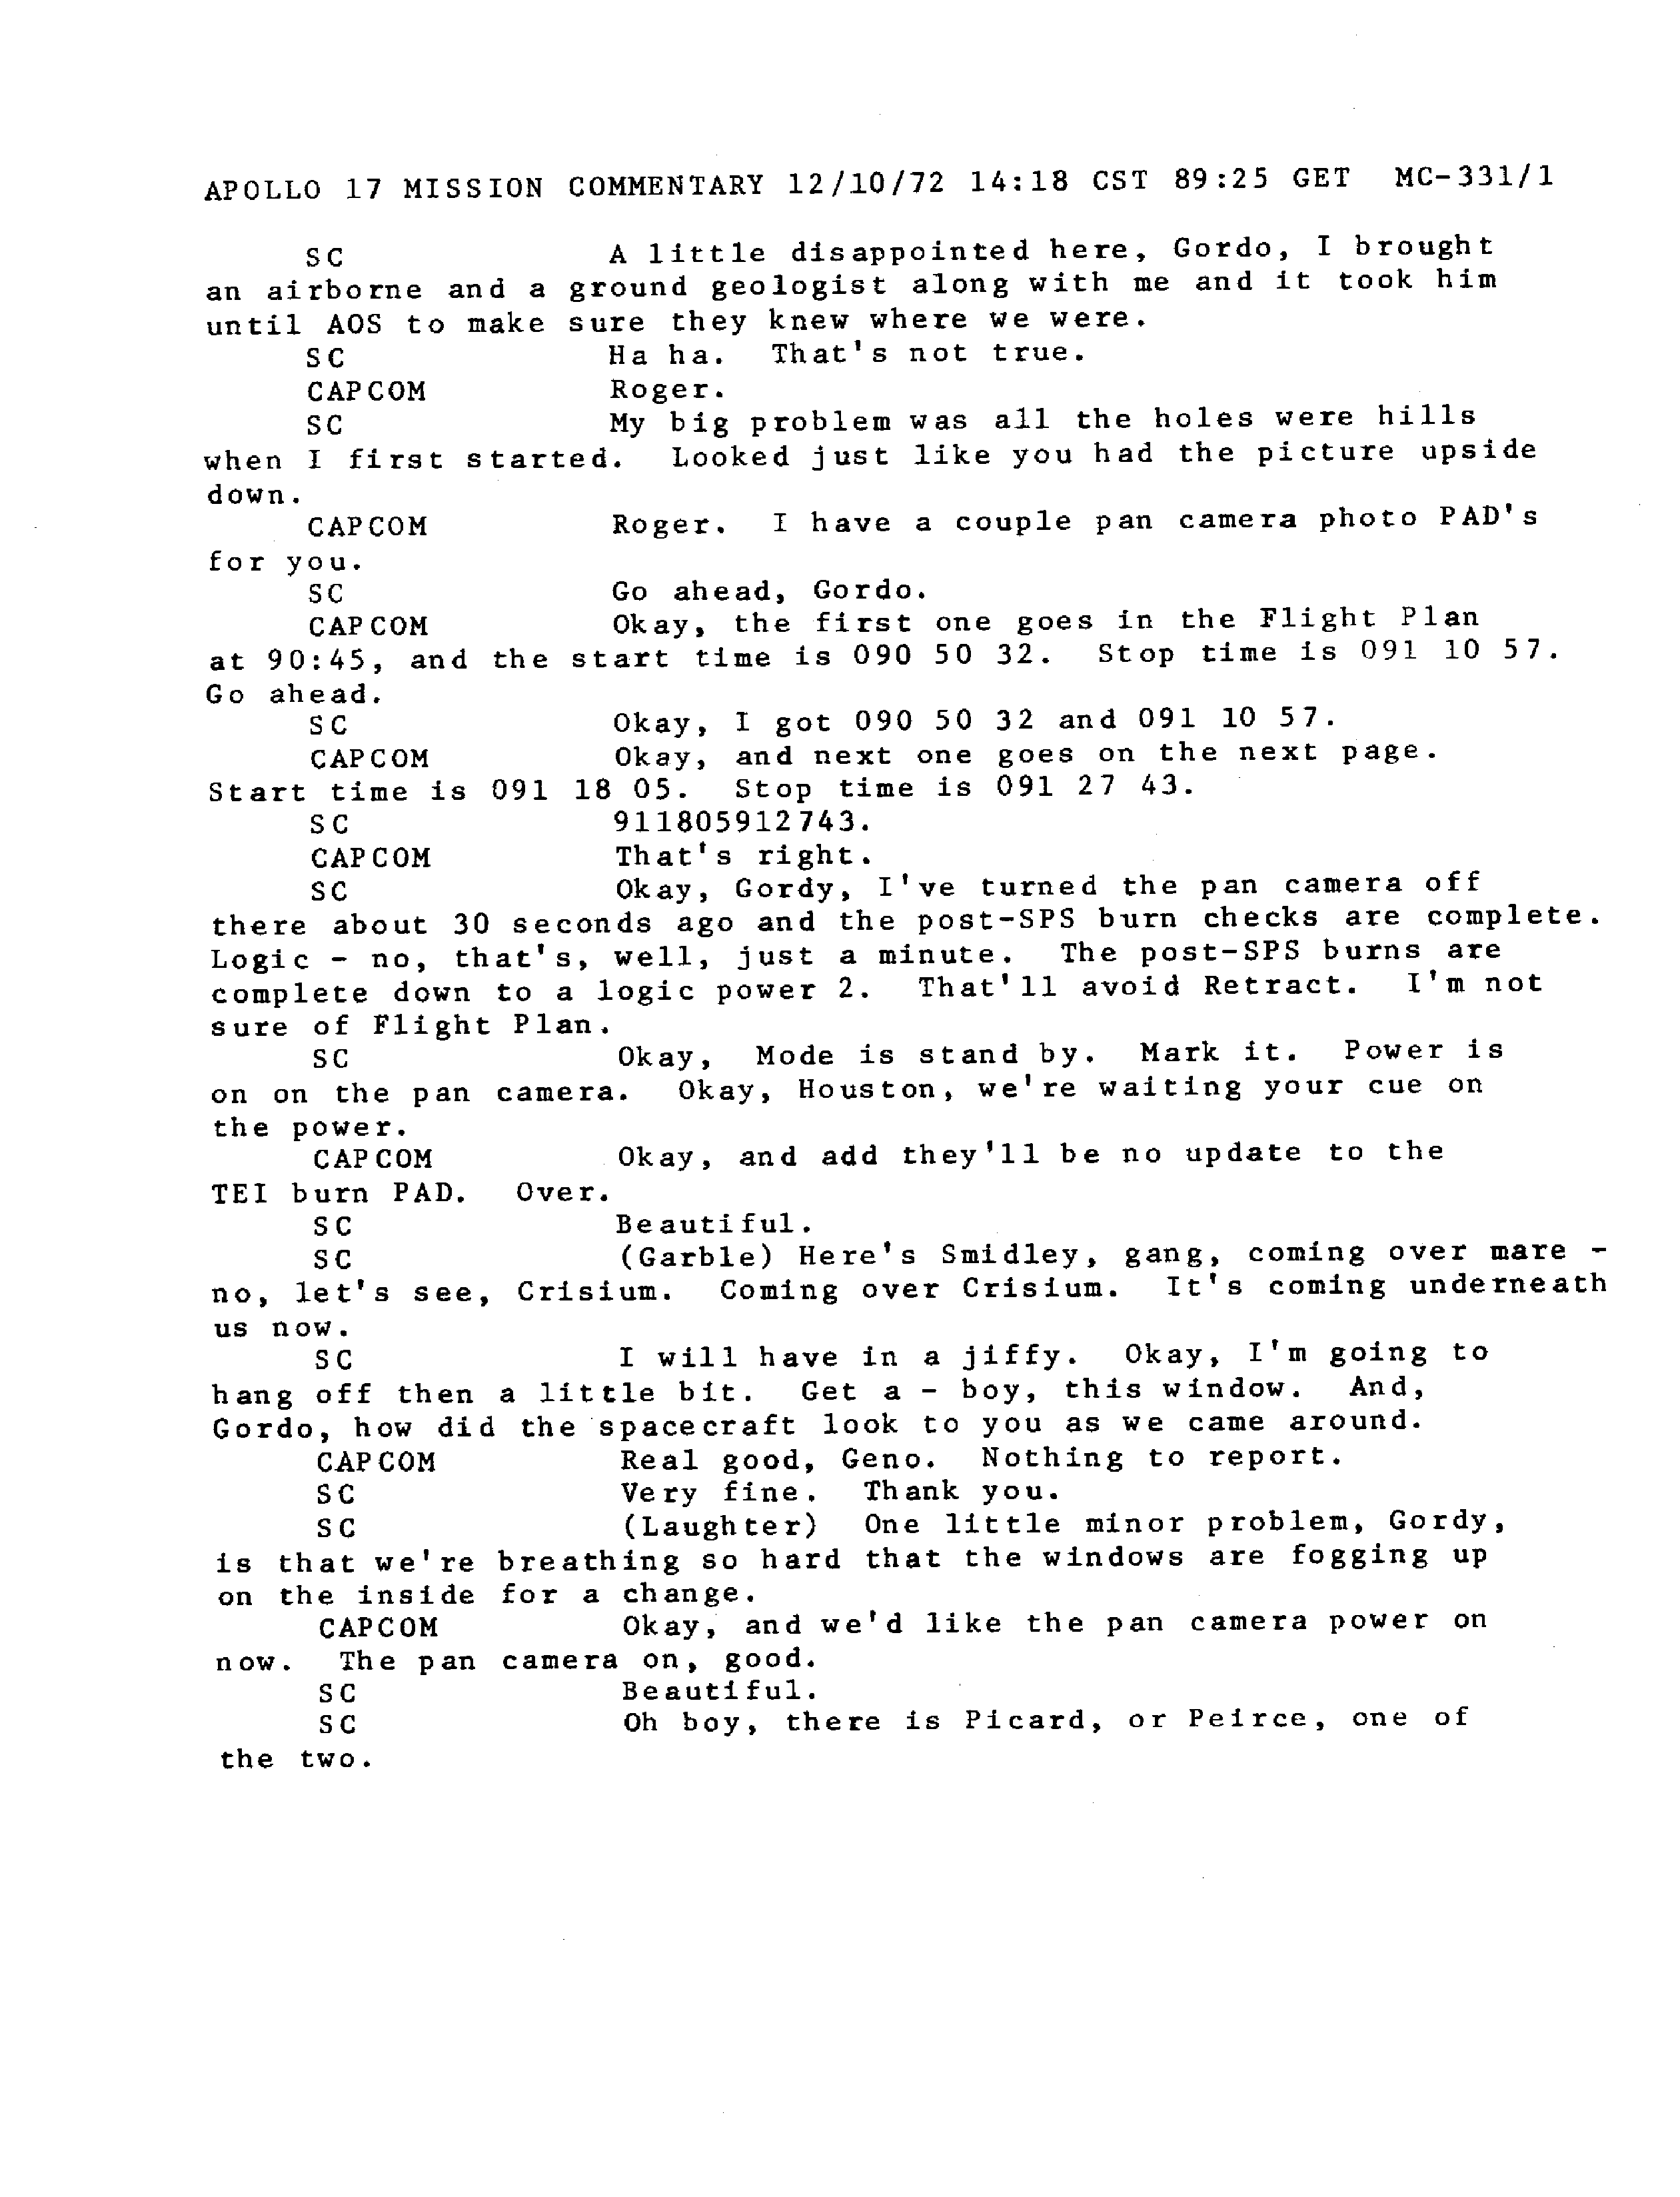 APOLLO 17 MISSION COMMENTARY 12/10/72 14:18 CST 89:25 GET MC-331/1
SC A little disappointed here, Gordo, I brought
an airborne and a ground geologist along with me and it took him
until AOS to make sure they knew where we were.
SC Ha ha. That's not true.
CAPCOM Roger.
SC My big problem was all the holes were hills
when I first started. Looked just like you had the picture upside
down.
CAPCOM Roger. I have a couple pan camera photo PAD's
for you.
SC Go ahead, Gordo.
CAPCOM Okay, the first one goes in the Flight Plan
at 90:45, and the start time is 090 50 32. Stop time is 091 10 57.
Go ahead.
SC Okay, I got 090 50 32 and 091 10 57.
CAPCOM Okay, and next one goes on the next page.
Start time is 091 18 05. Stop time is 091 27 43.
SC 911805912743.
CAPCOM That's right.
SC Okay, Gordy, I've turned the pan camera off
there about 30 seconds ago and the post-SPS burn checks are complete.
Logic - no, that's, well, just a minute. The post-SPS burns are
complete down to a logic power 2. That'll avoid Retract. I'm not
sure of Flight Plan.
SC Okay, Mode is stand by. Mark it. Power is
on on the pan camera. Okay, Houston, we're waiting your cue on
the power.
CAPCOM Okay, and add they'll be no update to the
TEI burn PAD. Over.
SC Beautiful.
SC (Garble) Here's Smidley, gang, coming over mare -
no, let's see, Crisium. Coming over Crisium. It's coming underneath
us now.
SC I will have in a jiffy. Okay, I'm going to
hang off then a little bit. Get a - boy, this window. And,
Gordo, how did the spacecraft look to you as we came around.
CAPCOM Real good, Geno. Nothing to report.
SC Very fine. Thank you.
SC (Laughter) One little minor problem, Gordy,
is that we're breathing so hard that the windows are fogging up
on the inside for a change.
CAPCOM Okay, and we'd like the pan camera power on
now. The pan camera on, good.
SC Beautiful.
SC Oh boy, there is Picard, or Peirce, one of
the two.